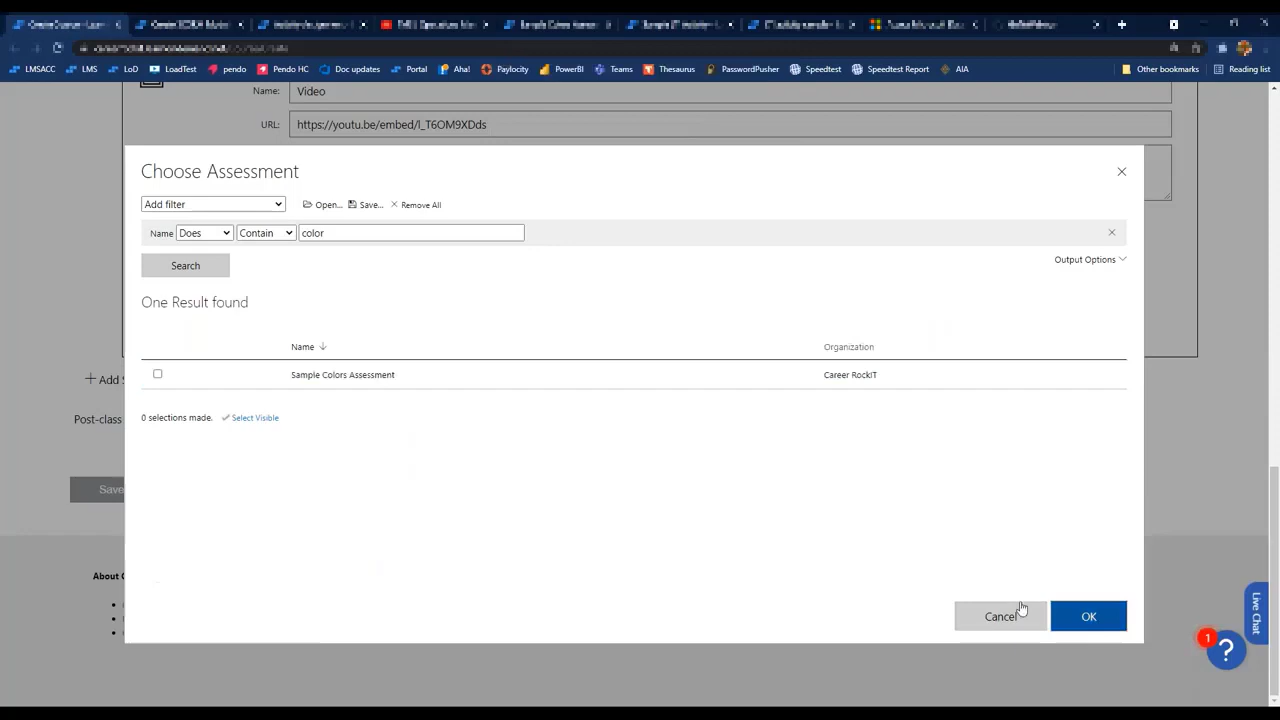 LMSACC LMS LoD LoadTest pendo Pendo HC Doc updates Portal Aha! Paylocity PowerBI Teams Thesaurus PasswordPusher Speedtest Speedtest Report AIA Other bookmarks Reading list
Name: Video
URL: https://youtu.be/embed/l_T6OM9XDds
Choose Assessment
Add filter Open... Save... Remove All
Name Does Contain color
Search
Output Options
One Result found
Name Organization
Sample Colors Assessment Career RockIT
0 selections made. Select Visible
Add
Post-class
Save
About
Cancel OK
Live Chat
1
?